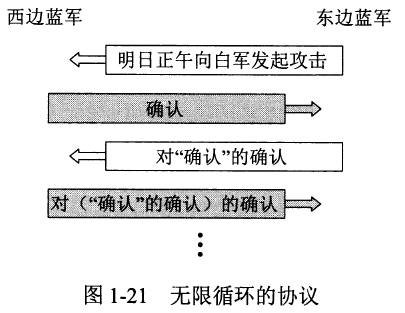 西边蓝军 东边蓝军
明日正午向白军发起攻击
确认
对“确认”的确认
对（“确认”的确认）的确认
图 1-21 无限循环的协议